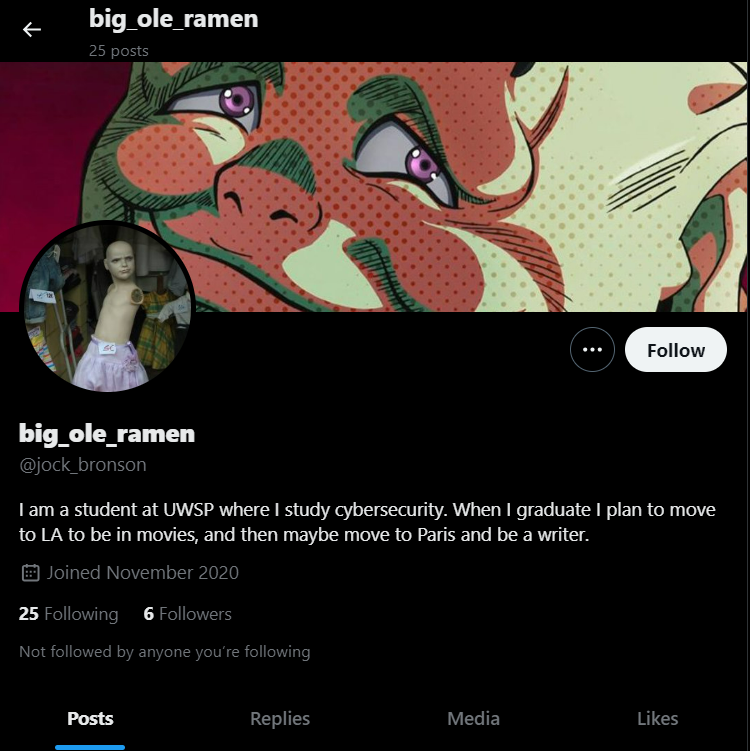 big_ole_ramen
25 posts
Follow
big_ole_ramen
@jock_bronson
I am a student at UWSP where I study cybersecurity. When I graduate I plan to move
to LA to be in movies, and then maybe move to Paris and be a writer.
Joined November 2020
25 Following 6 Followers
Not followed by anyone you’re following
Posts Replies Media Likes